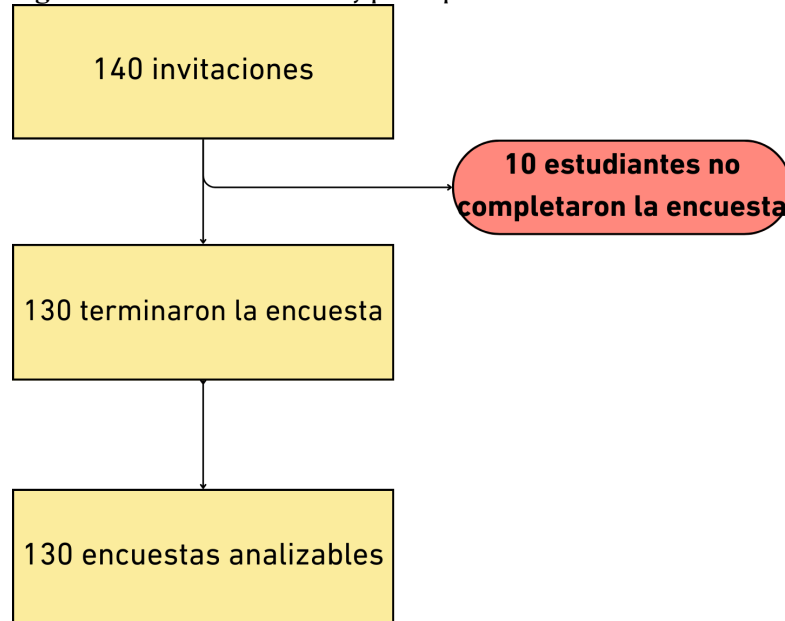 140 invitaciones
10 estudiantes no
completaron la encuesta
130 terminaron la encuesta
130 encuestas analizables